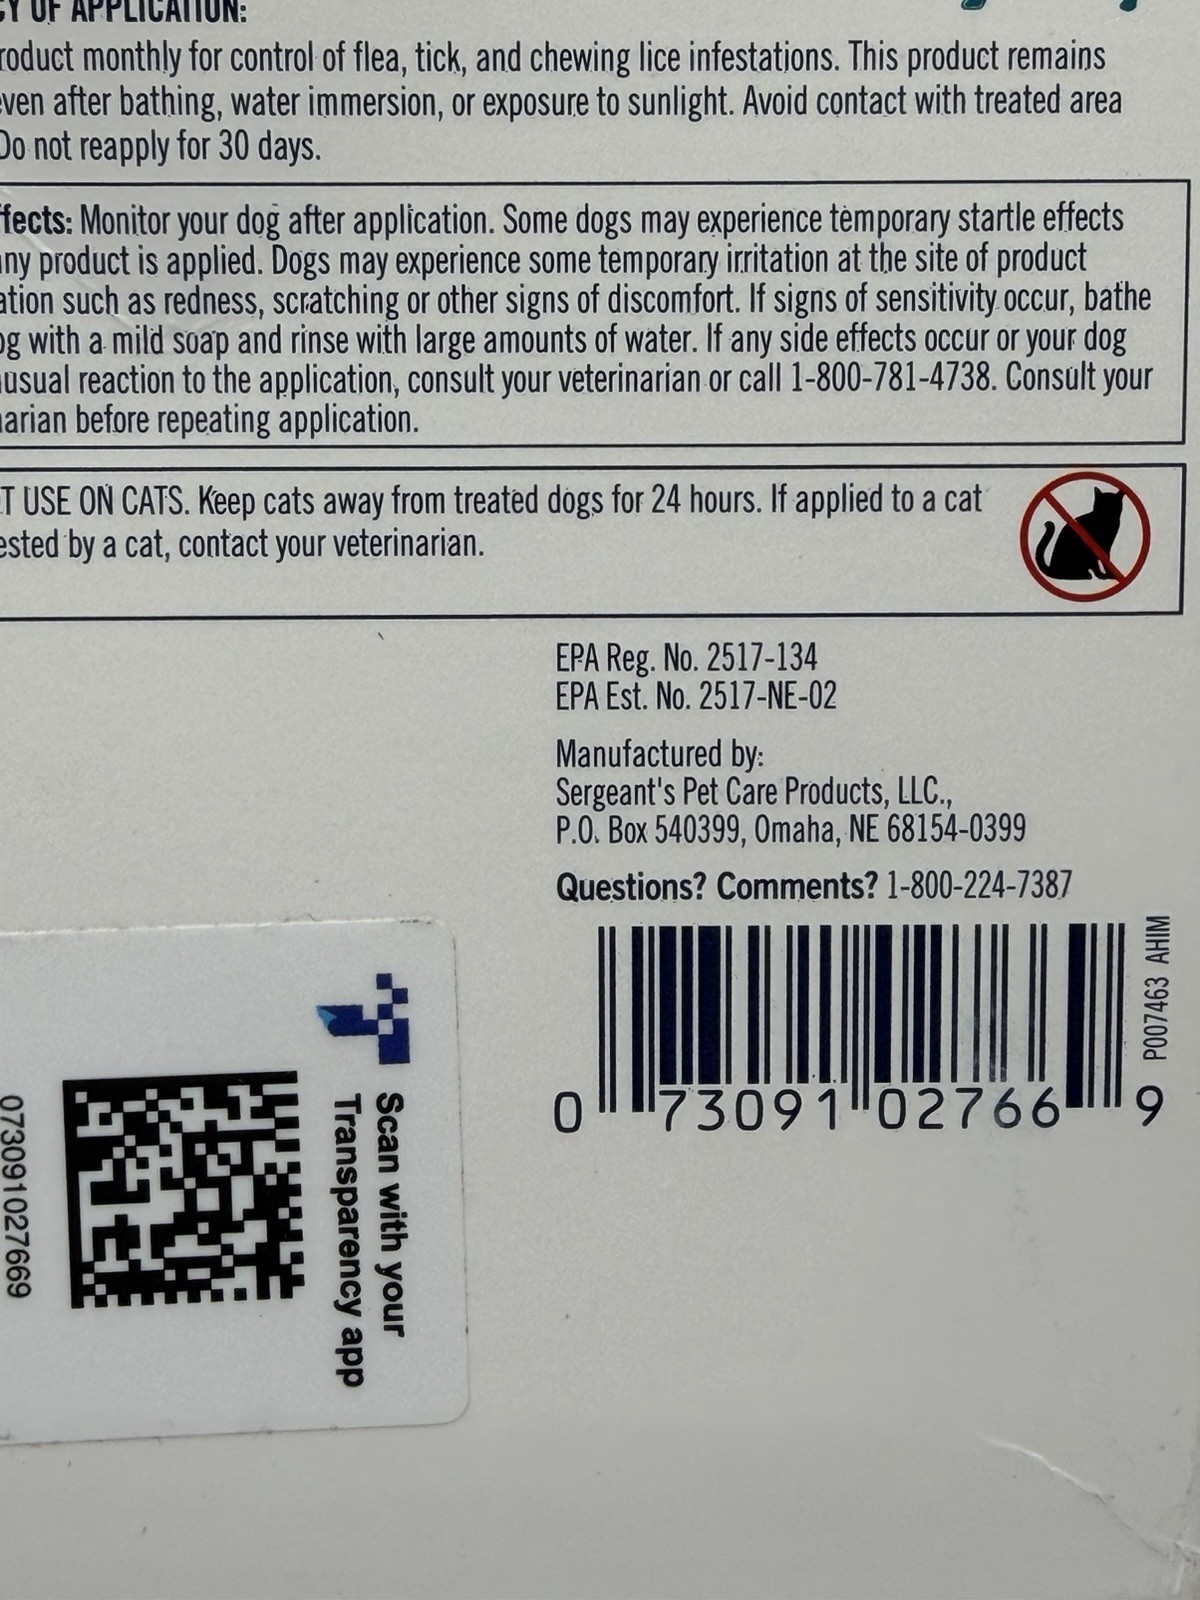 OF APPLICATION:
product monthly for control of flea, tick, and chewing lice infestations. This product remains
even after bathing, water immersion, or exposure to sunlight. Avoid contact with treated area
Do not reapply for 30 days.
ffects: Monitor your dog after application. Some dogs may experience temporary startle effects
any product is applied. Dogs may experience some temporary irritation at the site of product
ation such as redness, scratching or other signs of discomfort. If signs of sensitivity occur, bathe
og with a mild soap and rinse with large amounts of water. If any side effects occur or your dog
usual reaction to the application, consult your veterinarian or call 1-800-781-4738. Consult your
arian before repeating application.
T USE ON CATS. Keep cats away from treated dogs for 24 hours. If applied to a cat
ested by a cat, contact your veterinarian.
EPA Reg. No. 2517-134
EPA Est. No. 2517-NE-02
Manufactured by:
Sergeant's Pet Care Products, LLC.,
P.O. Box 540399, Omaha, NE 68154-0399
Questions? Comments? 1-800-224-7387
P007463 AHIM
0 73091 02766 9
Scan with your
Transparency app
073091027669